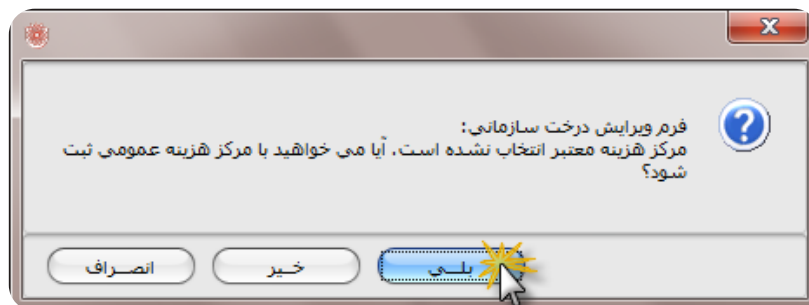 فرم ویرایش درخت سازمانی:
مرکز هزینه معتبر انتخاب نشده است، آیا می خواهید با مرکز هزینه عمومی ثبت
شود؟
بلــی
خــیر
انصــراف